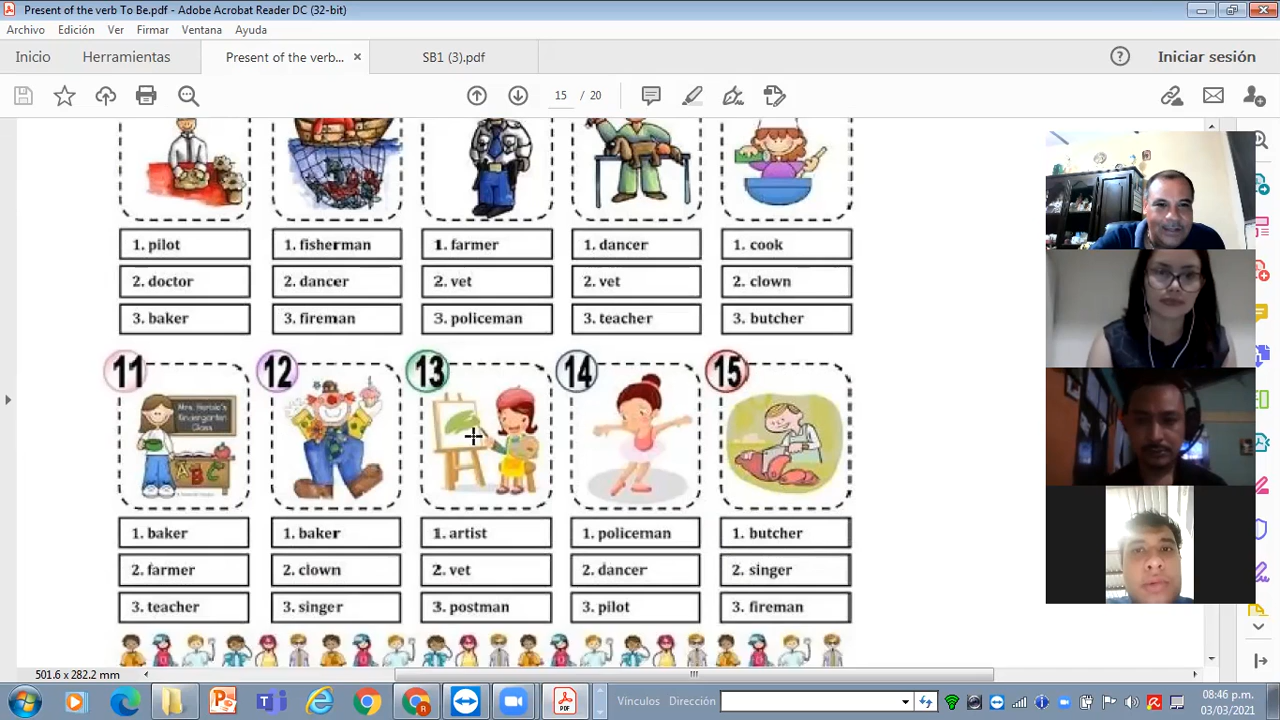 Present of the verb To Be.pdf - Adobe Acrobat Reader DC (32-bit)
Archivo Edición Ver Firmar Ventana Ayuda
Inicio Herramientas Present of the verb... × SB1 (3).pdf Iniciar sesión
15 / 20
1. pilot 1. fisherman 1. farmer 1. dancer 1. cook
2. doctor 2. dancer 2. vet 2. vet 2. clown
3. baker 3. fireman 3. policeman 3. teacher 3. butcher
11 12 13 14 15
Mrs. Herbie's
Kindergarten
Class
ABC
1. baker 1. baker 1. artist 1. policeman 1. butcher
2. farmer 2. clown 2. vet 2. dancer 2. singer
3. teacher 3. singer 3. postman 3. pilot 3. fireman
501.6 x 282.2 mm
Vínculos Dirección 08:46 p.m.
03/03/2021